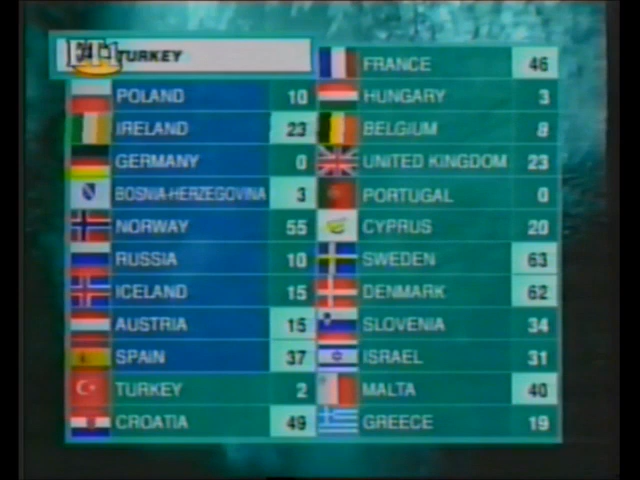 ET1 TURKEY
POLAND 10
IRELAND 23
GERMANY 0
BOSNIA-HERZEGOVINA 3
NORWAY 55
RUSSIA 10
ICELAND 15
AUSTRIA 15
SPAIN 37
TURKEY 2
CROATIA 49
FRANCE 46
HUNGARY 3
BELGIUM 8
UNITED KINGDOM 23
PORTUGAL 0
CYPRUS 20
SWEDEN 63
DENMARK 62
SLOVENIA 34
ISRAEL 31
MALTA 40
GREECE 19